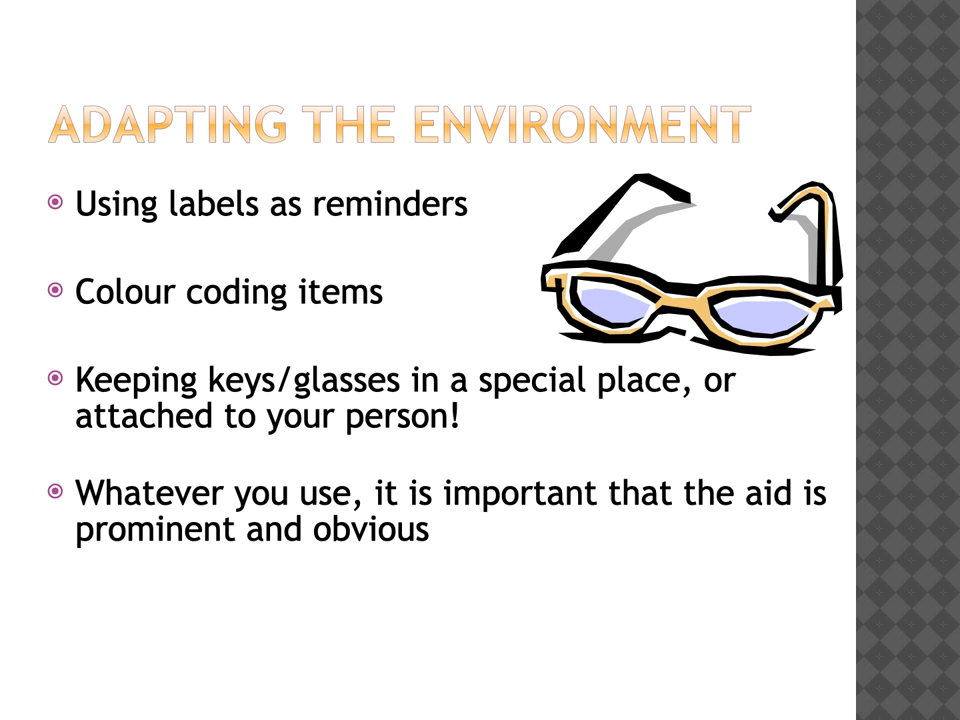 ADAPTING THE ENVIRONMENT
Using labels as reminders
Colour coding items
Keeping keys/glasses in a special place, or
attached to your person!
Whatever you use, it is important that the aid is
prominent and obvious